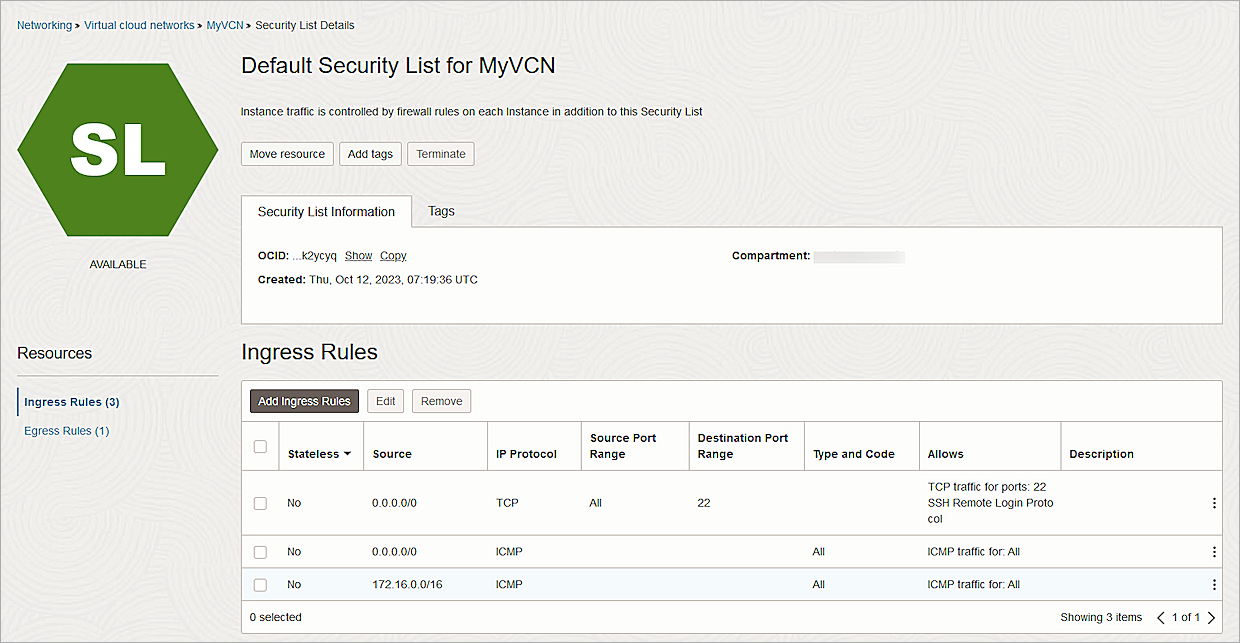 Networking » Virtual cloud networks » MyVCN » Security List Details
SL
AVAILABLE
Default Security List for MyVCN
Instance traffic is controlled by firewall rules on each Instance in addition to this Security List
Move resource Add tags Terminate
Security List Information Tags
OCID: ...k2ycyq Show Copy Compartment:
Created: Thu, Oct 12, 2023, 07:19:36 UTC
Resources
Ingress Rules (3)
Egress Rules (1)
Ingress Rules
Add Ingress Rules Edit Remove
Stateless Source IP Protocol Source Port Range Destination Port Range Type and Code Allows Description
No 0.0.0.0/0 TCP All 22 TCP traffic for ports: 22
SSH Remote Login Proto
col
No 0.0.0.0/0 ICMP All ICMP traffic for: All
No 172.16.0.0/16 ICMP All ICMP traffic for: All
0 selected Showing 3 items < 1 of 1 >